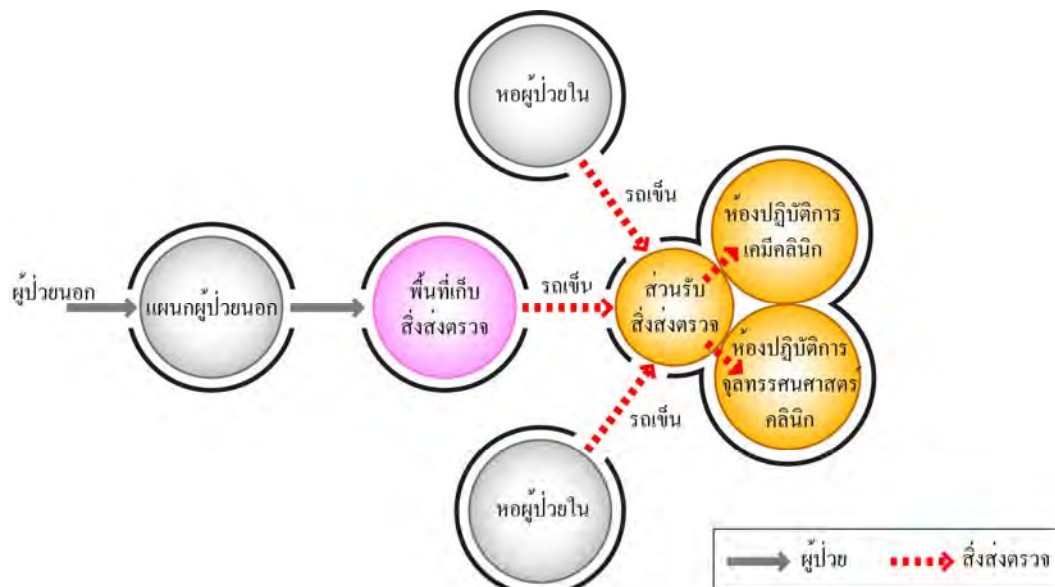 หอผู้ป่วยใน
รถเข็น
ห้องปฏิบัติการ
เคมีคลินิก
ผู้ป่วยนอก
แผนกผู้ป่วยนอก
พื้นที่เก็บ
สิ่งส่งตรวจ
รถเข็น
ส่วนรับ
สิ่งส่งตรวจ
ห้องปฏิบัติการ
จุลทรรศนศาสตร์
คลินิก
รถเข็น
หอผู้ป่วยใน
ผู้ป่วย
สิ่งส่งตรวจ